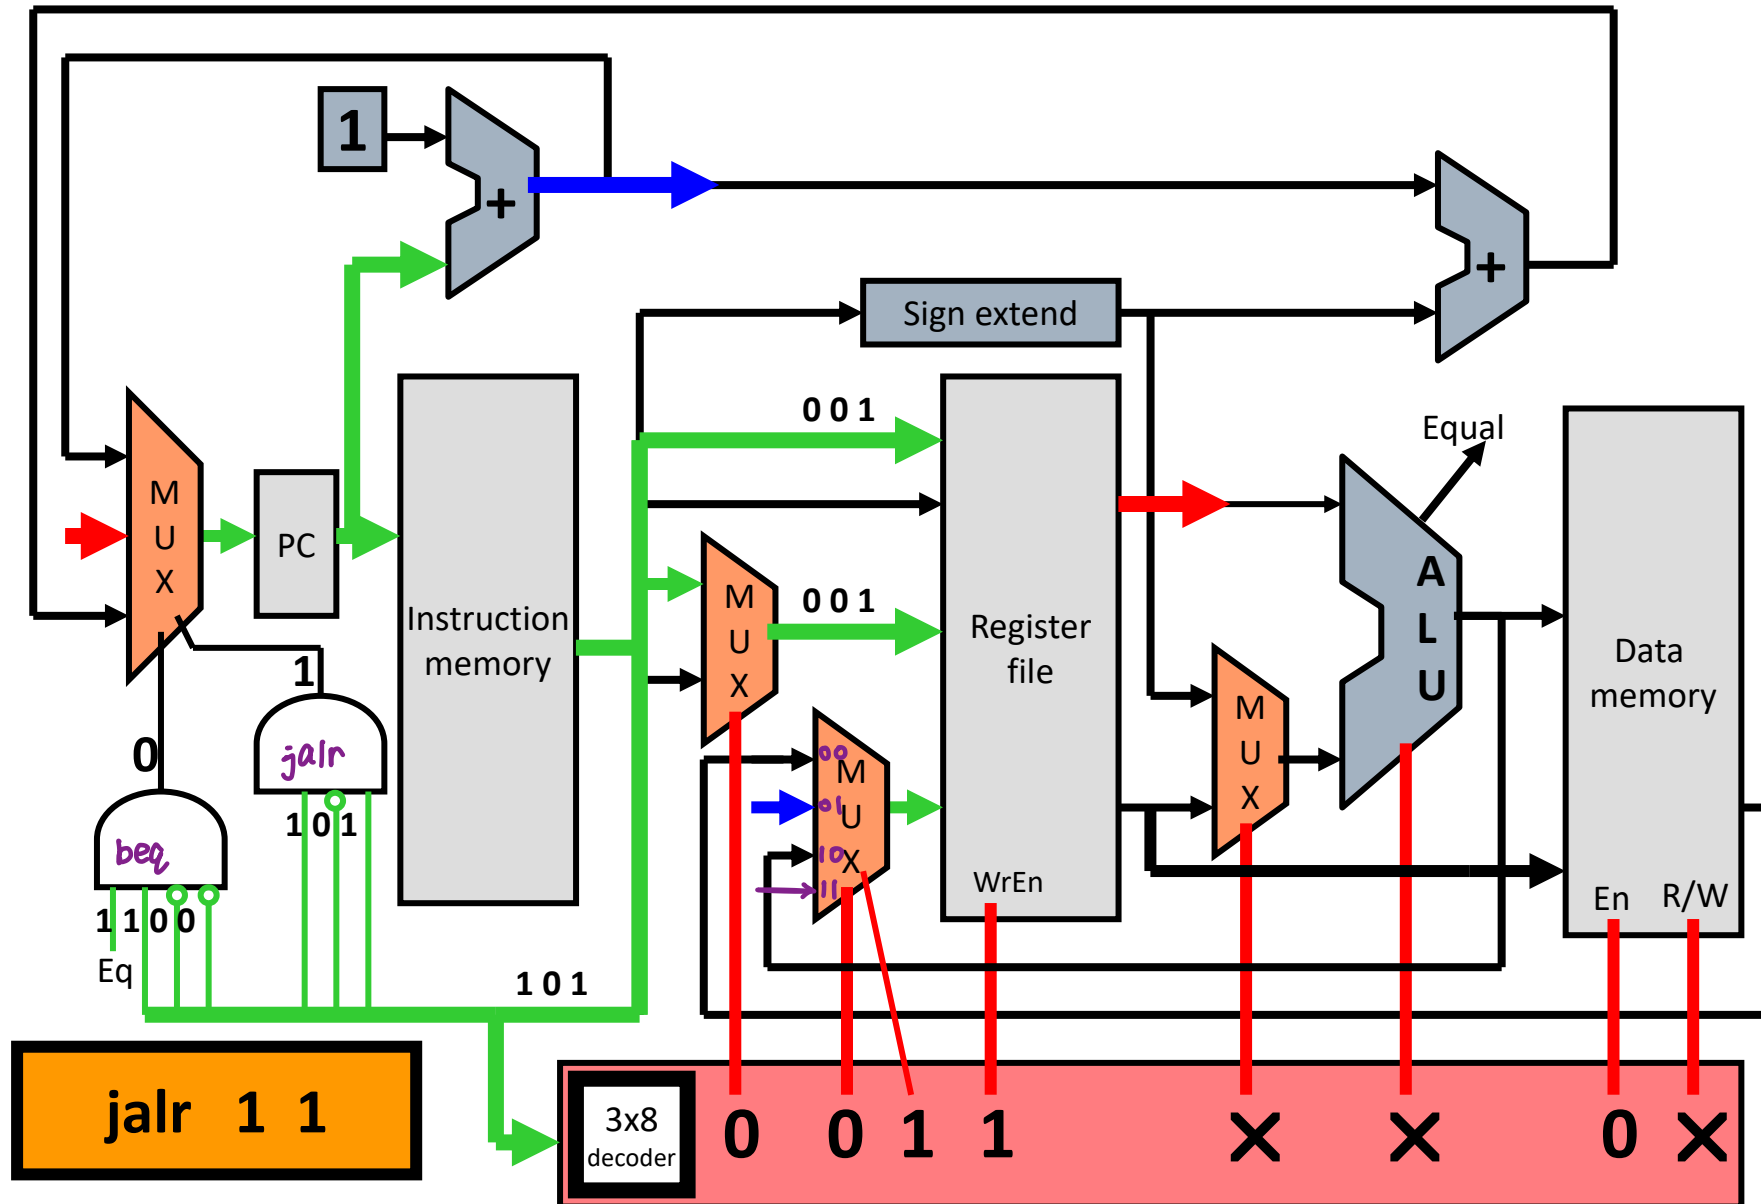 1
+
+
Sign extend
0 0 1
Equal
M
U
X
PC
Instruction
memory
M
U
X
0 0 1
Register
file
WrEn
A
L
U
M
U
X
Data
memory
En
R/W
1
jalr
1 0 1
0
beq
1 1 0 0
Eq
00
01
10
11
M
U
X
1 0 1
jalr 1 1
3x8
decoder
0 0 1 1 X X 0 X